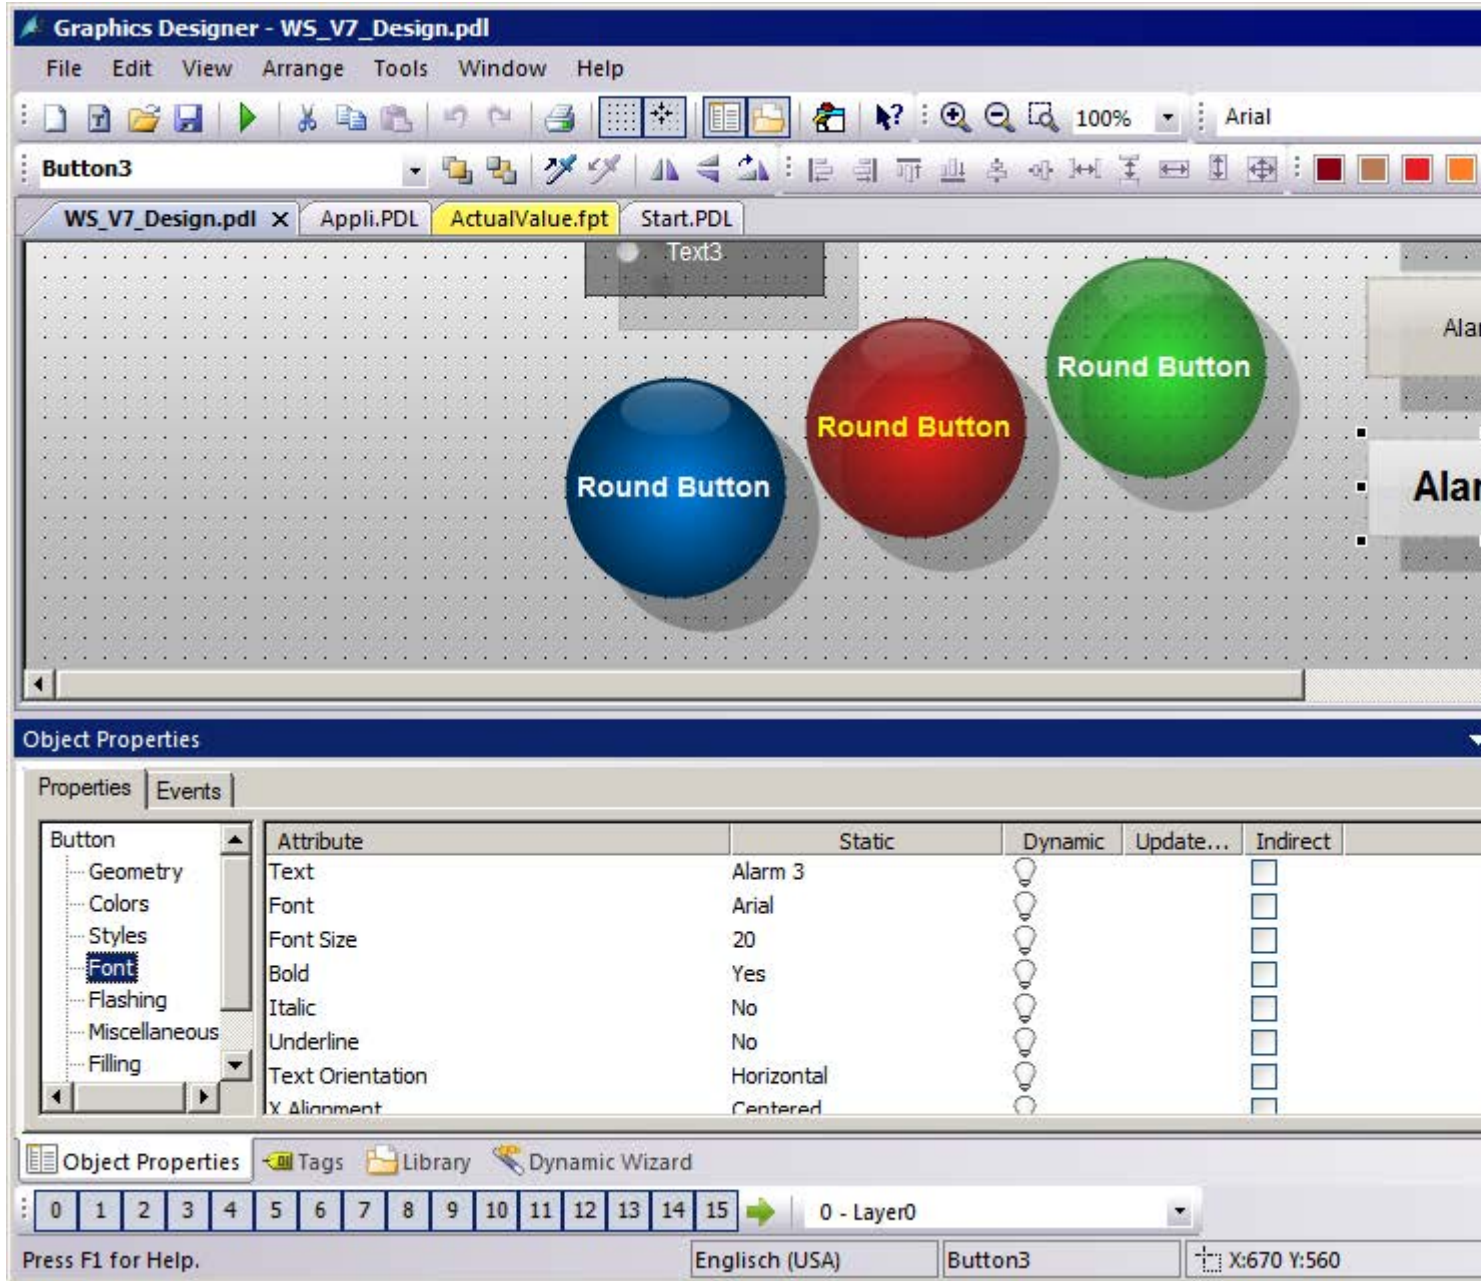 Graphics Designer - WS_V7_Design.pdl
File Edit View Arrange Tools Window Help
100% Arial
Button3
WS_V7_Design.pdl X Appli.PDL ActualValue.fpt Start.PDL
Text3
Round Button
Round Button
Round Button
Alar
Alar
Object Properties
Properties Events
Button
Geometry
Colors
Styles
Font
Flashing
Miscellaneous
Filling
Attribute Static Dynamic Update... Indirect
Text Alarm 3
Font Arial
Font Size 20
Bold Yes
Italic No
Underline No
Text Orientation Horizontal
X Alignment Centered
Object Properties Tags Library Dynamic Wizard
0 1 2 3 4 5 6 7 8 9 10 11 12 13 14 15 0 - Layer0
Press F1 for Help. Englisch (USA) Button3 X:670 Y:560